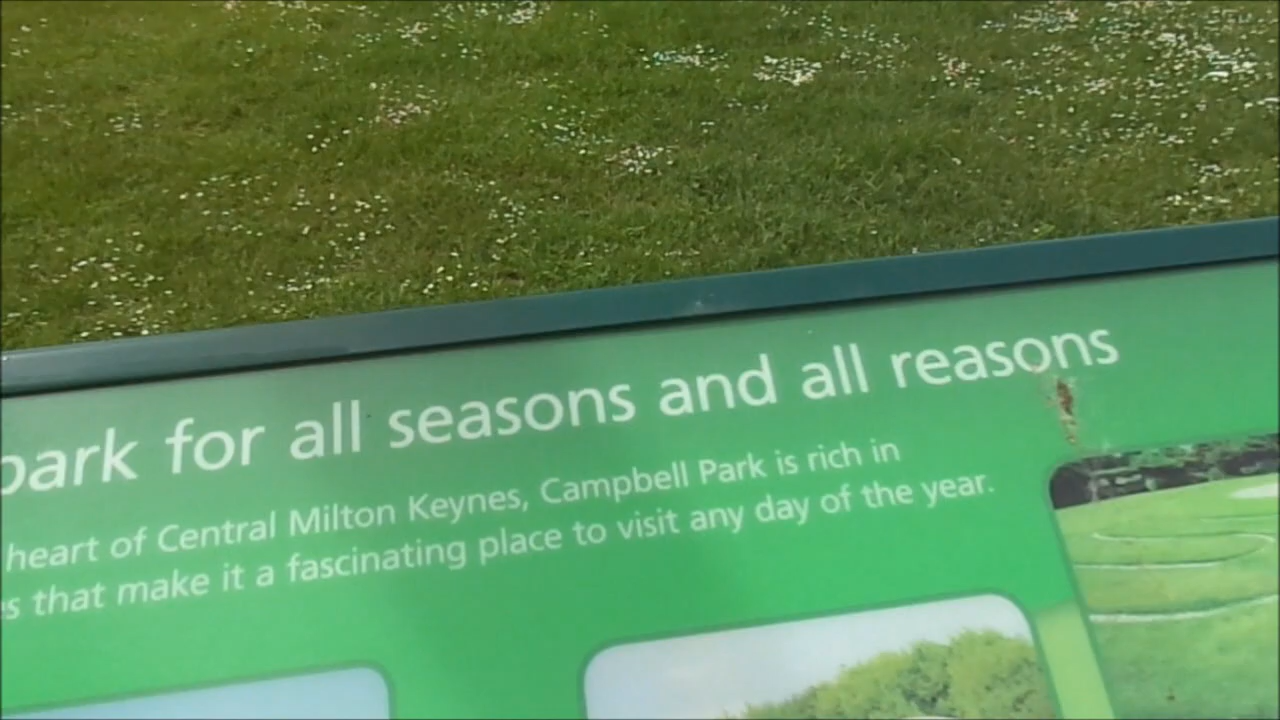 park for all seasons and all reasons
heart of Central Milton Keynes, Campbell Park is rich in
that make it a fascinating place to visit any day of the year.